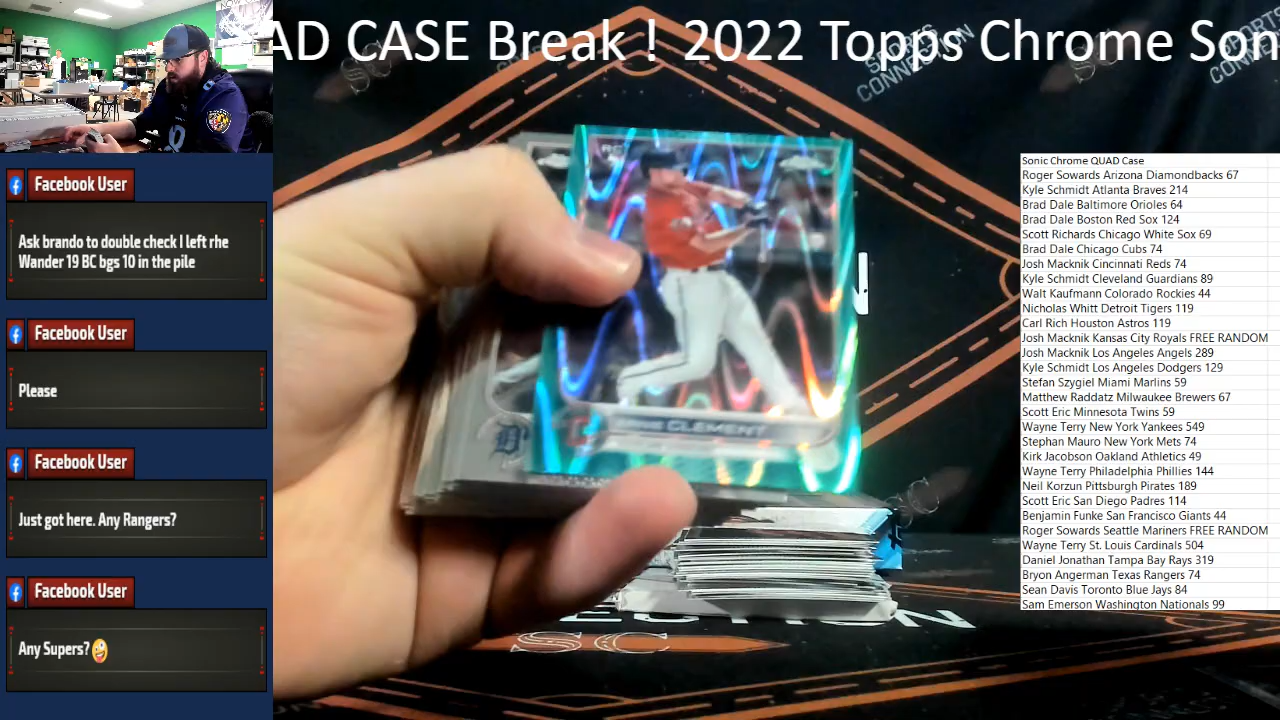 AD CASE Break ! 2022 Topps Chrome Son
Facebook User
Ask brando to double check I left rhe
Wander 19 BC bgs 10 in the pile
Facebook User
Please
Facebook User
Just got here. Any Rangers?
Facebook User
Any Supers?🤪
RC
CLEMENT
D
SC
CONNECTION
Sonic Chrome QUAD Case
Roger Sowards Arizona Diamondbacks 67
Kyle Schmidt Atlanta Braves 214
Brad Dale Baltimore Orioles 64
Brad Dale Boston Red Sox 124
Scott Richards Chicago White Sox 69
Brad Dale Chicago Cubs 74
Josh Macknik Cincinnati Reds 74
Kyle Schmidt Cleveland Guardians 89
Walt Kaufmann Colorado Rockies 44
Nicholas Whitt Detroit Tigers 119
Carl Rich Houston Astros 119
Josh Macknik Kansas City Royals FREE RANDOM
Josh Macknik Los Angeles Angels 289
Kyle Schmidt Los Angeles Dodgers 129
Stefan Szygiel Miami Marlins 59
Matthew Raddatz Milwaukee Brewers 67
Scott Eric Minnesota Twins 59
Wayne Terry New York Yankees 549
Stephan Mauro New York Mets 74
Kirk Jacobson Oakland Athletics 49
Wayne Terry Philadelphia Phillies 144
Neil Korzun Pittsburgh Pirates 189
Scott Eric San Diego Padres 114
Benjamin Funke San Francisco Giants 44
Roger Sowards Seattle Mariners FREE RANDOM
Wayne Terry St. Louis Cardinals 504
Daniel Jonathan Tampa Bay Rays 319
Bryon Angerman Texas Rangers 74
Sean Davis Toronto Blue Jays 84
Sam Emerson Washington Nationals 99